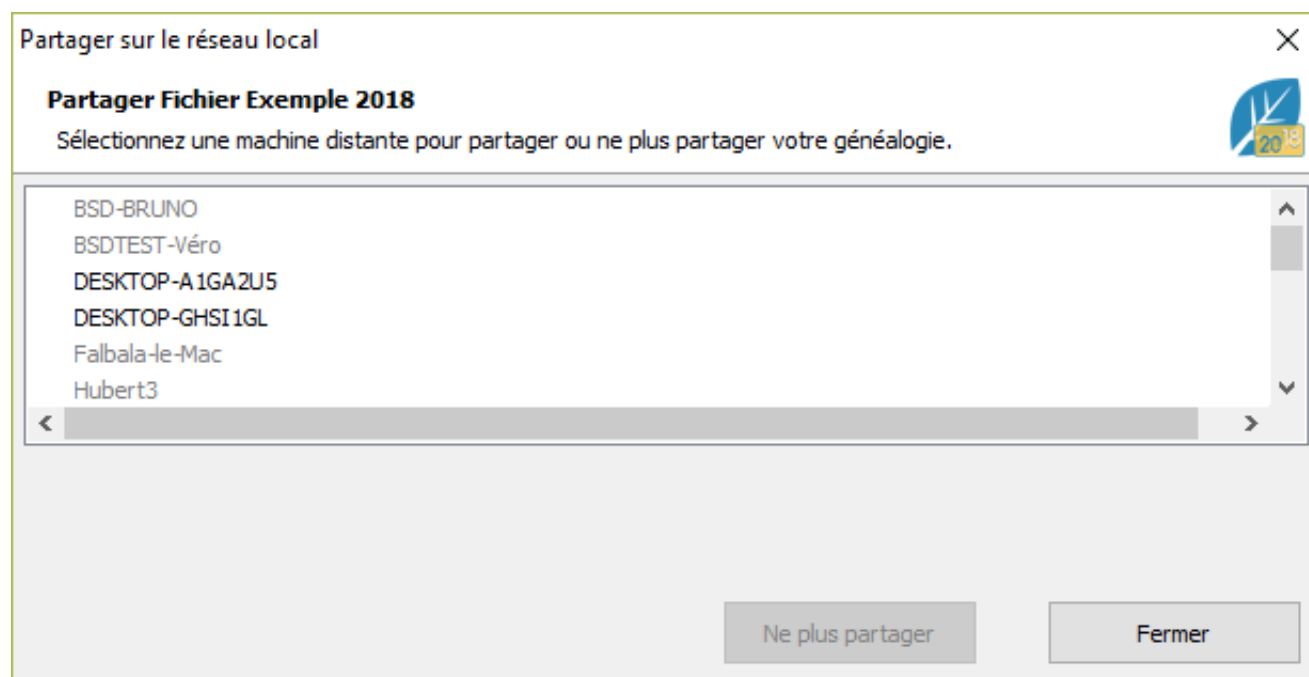 Partager sur le réseau local
Partager Fichier Exemple 2018
Sélectionnez une machine distante pour partager ou ne plus partager votre généalogie.
2018
BSD-BRUNO
BSDTEST-Véro
DESKTOP-A1GA2U5
DESKTOP-GHSI1GL
Falbala-le-Mac
Hubert3
Ne plus partager
Fermer